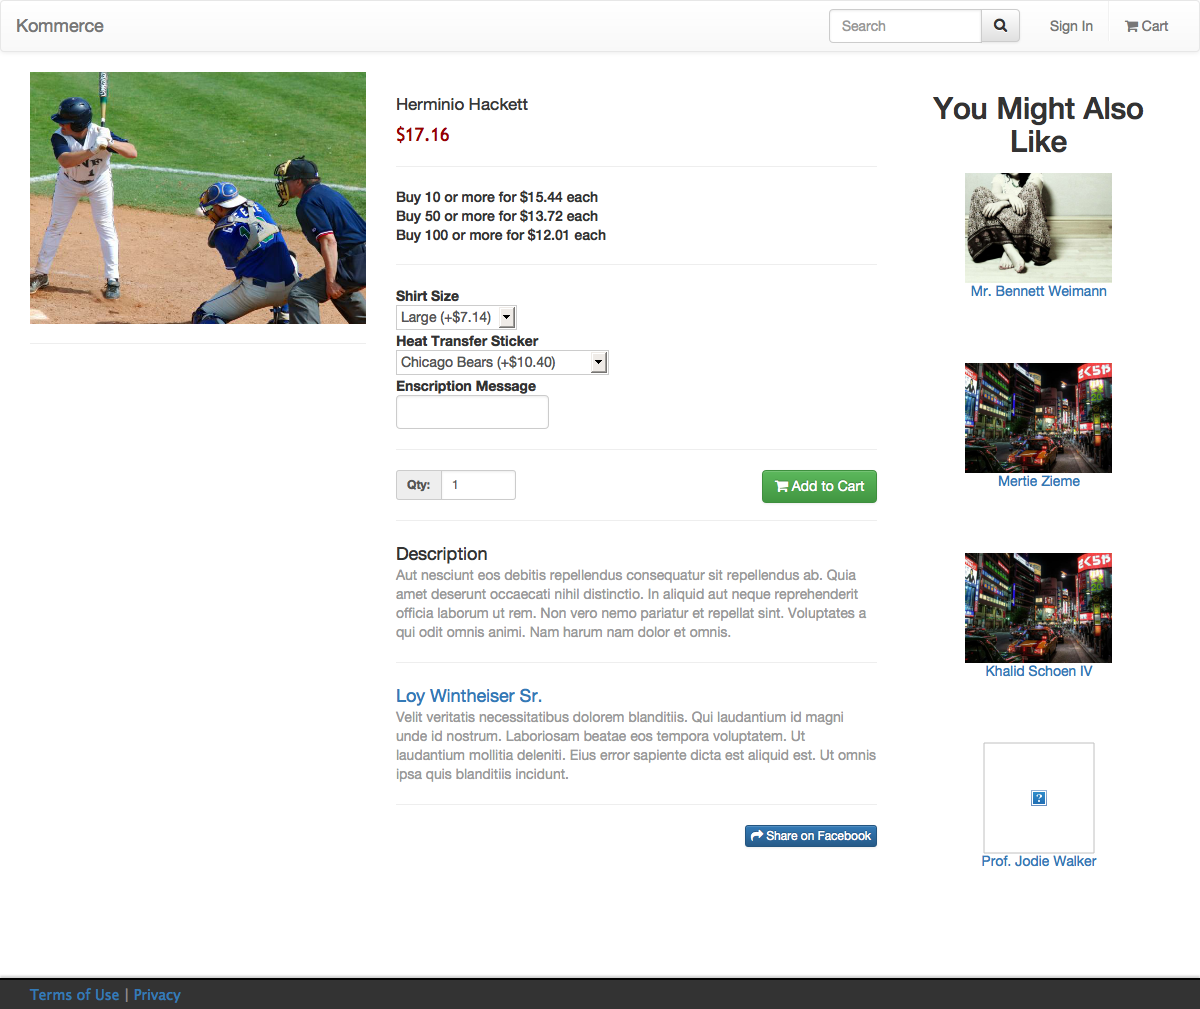 Kommerce
Search
Sign In
Cart
Herminio Hackett
$17.16
Buy 10 or more for $15.44 each
Buy 50 or more for $13.72 each
Buy 100 or more for $12.01 each
Shirt Size
Large (+$7.14)
Heat Transfer Sticker
Chicago Bears (+$10.40)
Enscription Message
Qty:
1
Add to Cart
Description
Aut nesciunt eos debitis repellendus consequatur sit repellendus ab. Quia
amet deserunt occaecati nihil distinctio. In aliquid aut neque reprehenderit
officia laborum ut rem. Non vero nemo pariatur et repellat sint. Voluptates a
qui odit omnis animi. Nam harum nam dolor et omnis.
Loy Wintheiser Sr.
Velit veritatis necessitatibus dolorem blanditiis. Qui laudantium id magni
unde id nostrum. Laboriosam beatae eos tempora voluptatem. Ut
laudantium mollitia deleniti. Eius error sapiente dicta est aliquid est. Ut omnis
ipsa quis blanditiis incidunt.
Share on Facebook
You Might Also
Like
Mr. Bennett Weimann
さくらや
Mertie Zieme
さくらや
Khalid Schoen IV
?
Prof. Jodie Walker
Terms of Use | Privacy